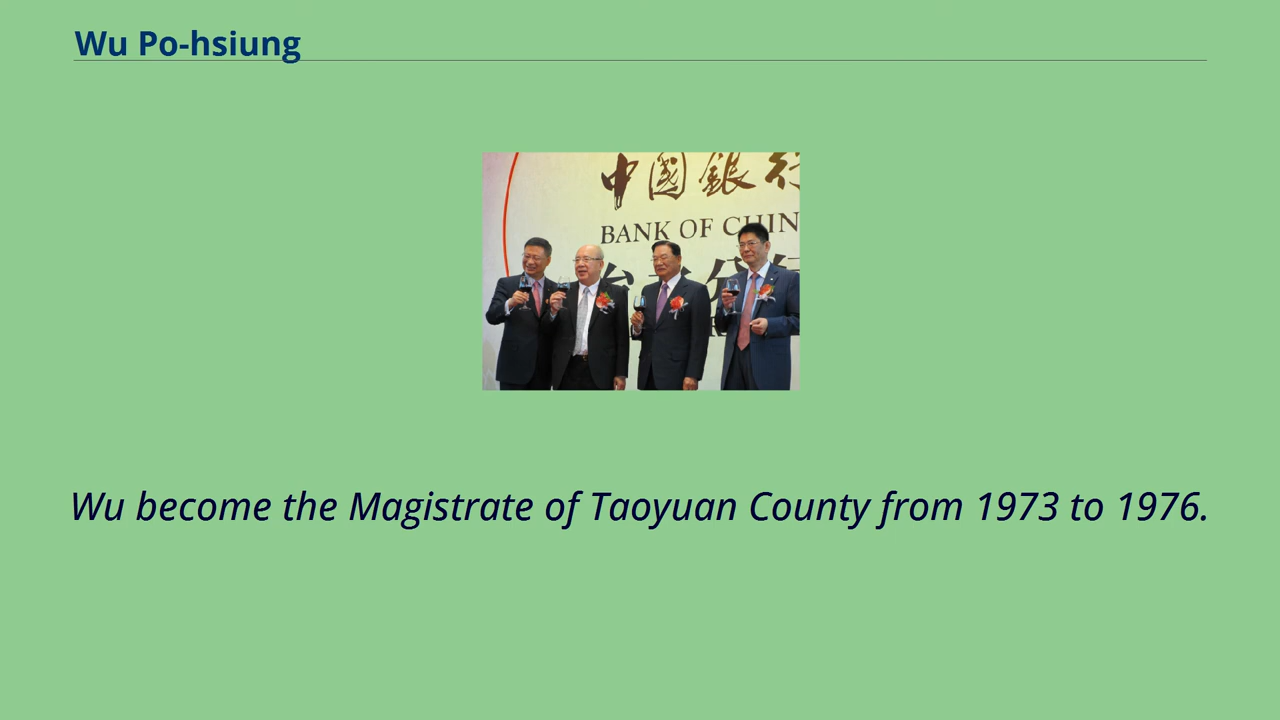 Wu Po-hsiung
中國銀行
BANK OF CHIN
Wu become the Magistrate of Taoyuan County from 1973 to 1976.